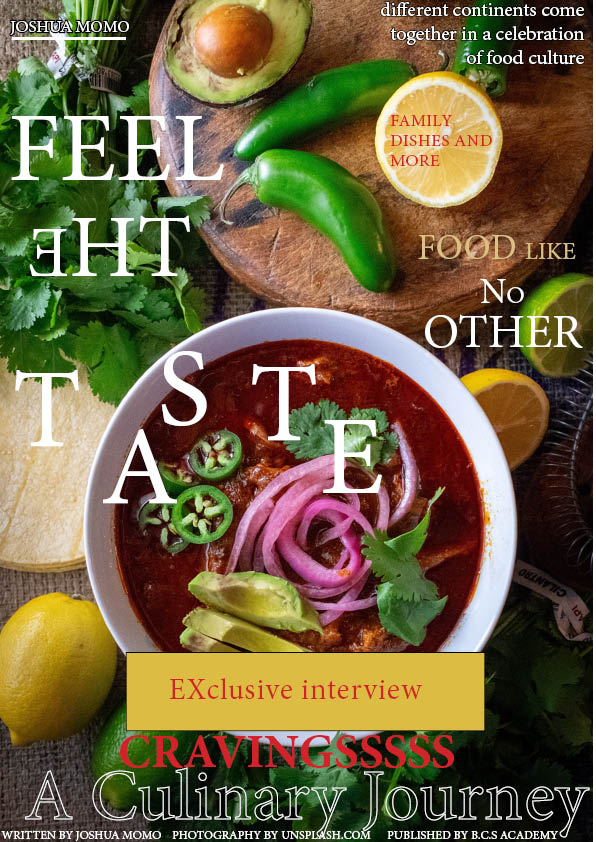 JOSHUA MOMO
different continents come
together in a celebration
of food culture
FEEL
THE
TASTE
FAMILY
DISHES AND
MORE
FOOD LIKE
No
OTHER
CILANTRO
EXclusive interview
CRAVINGSSSSS
A Culinary Journey
WRITTEN BY JOSHUA MOMO PHOTOGRAPHY BY UNSPLASH.COM PUBLISHED BY B.C.S ACADEMY